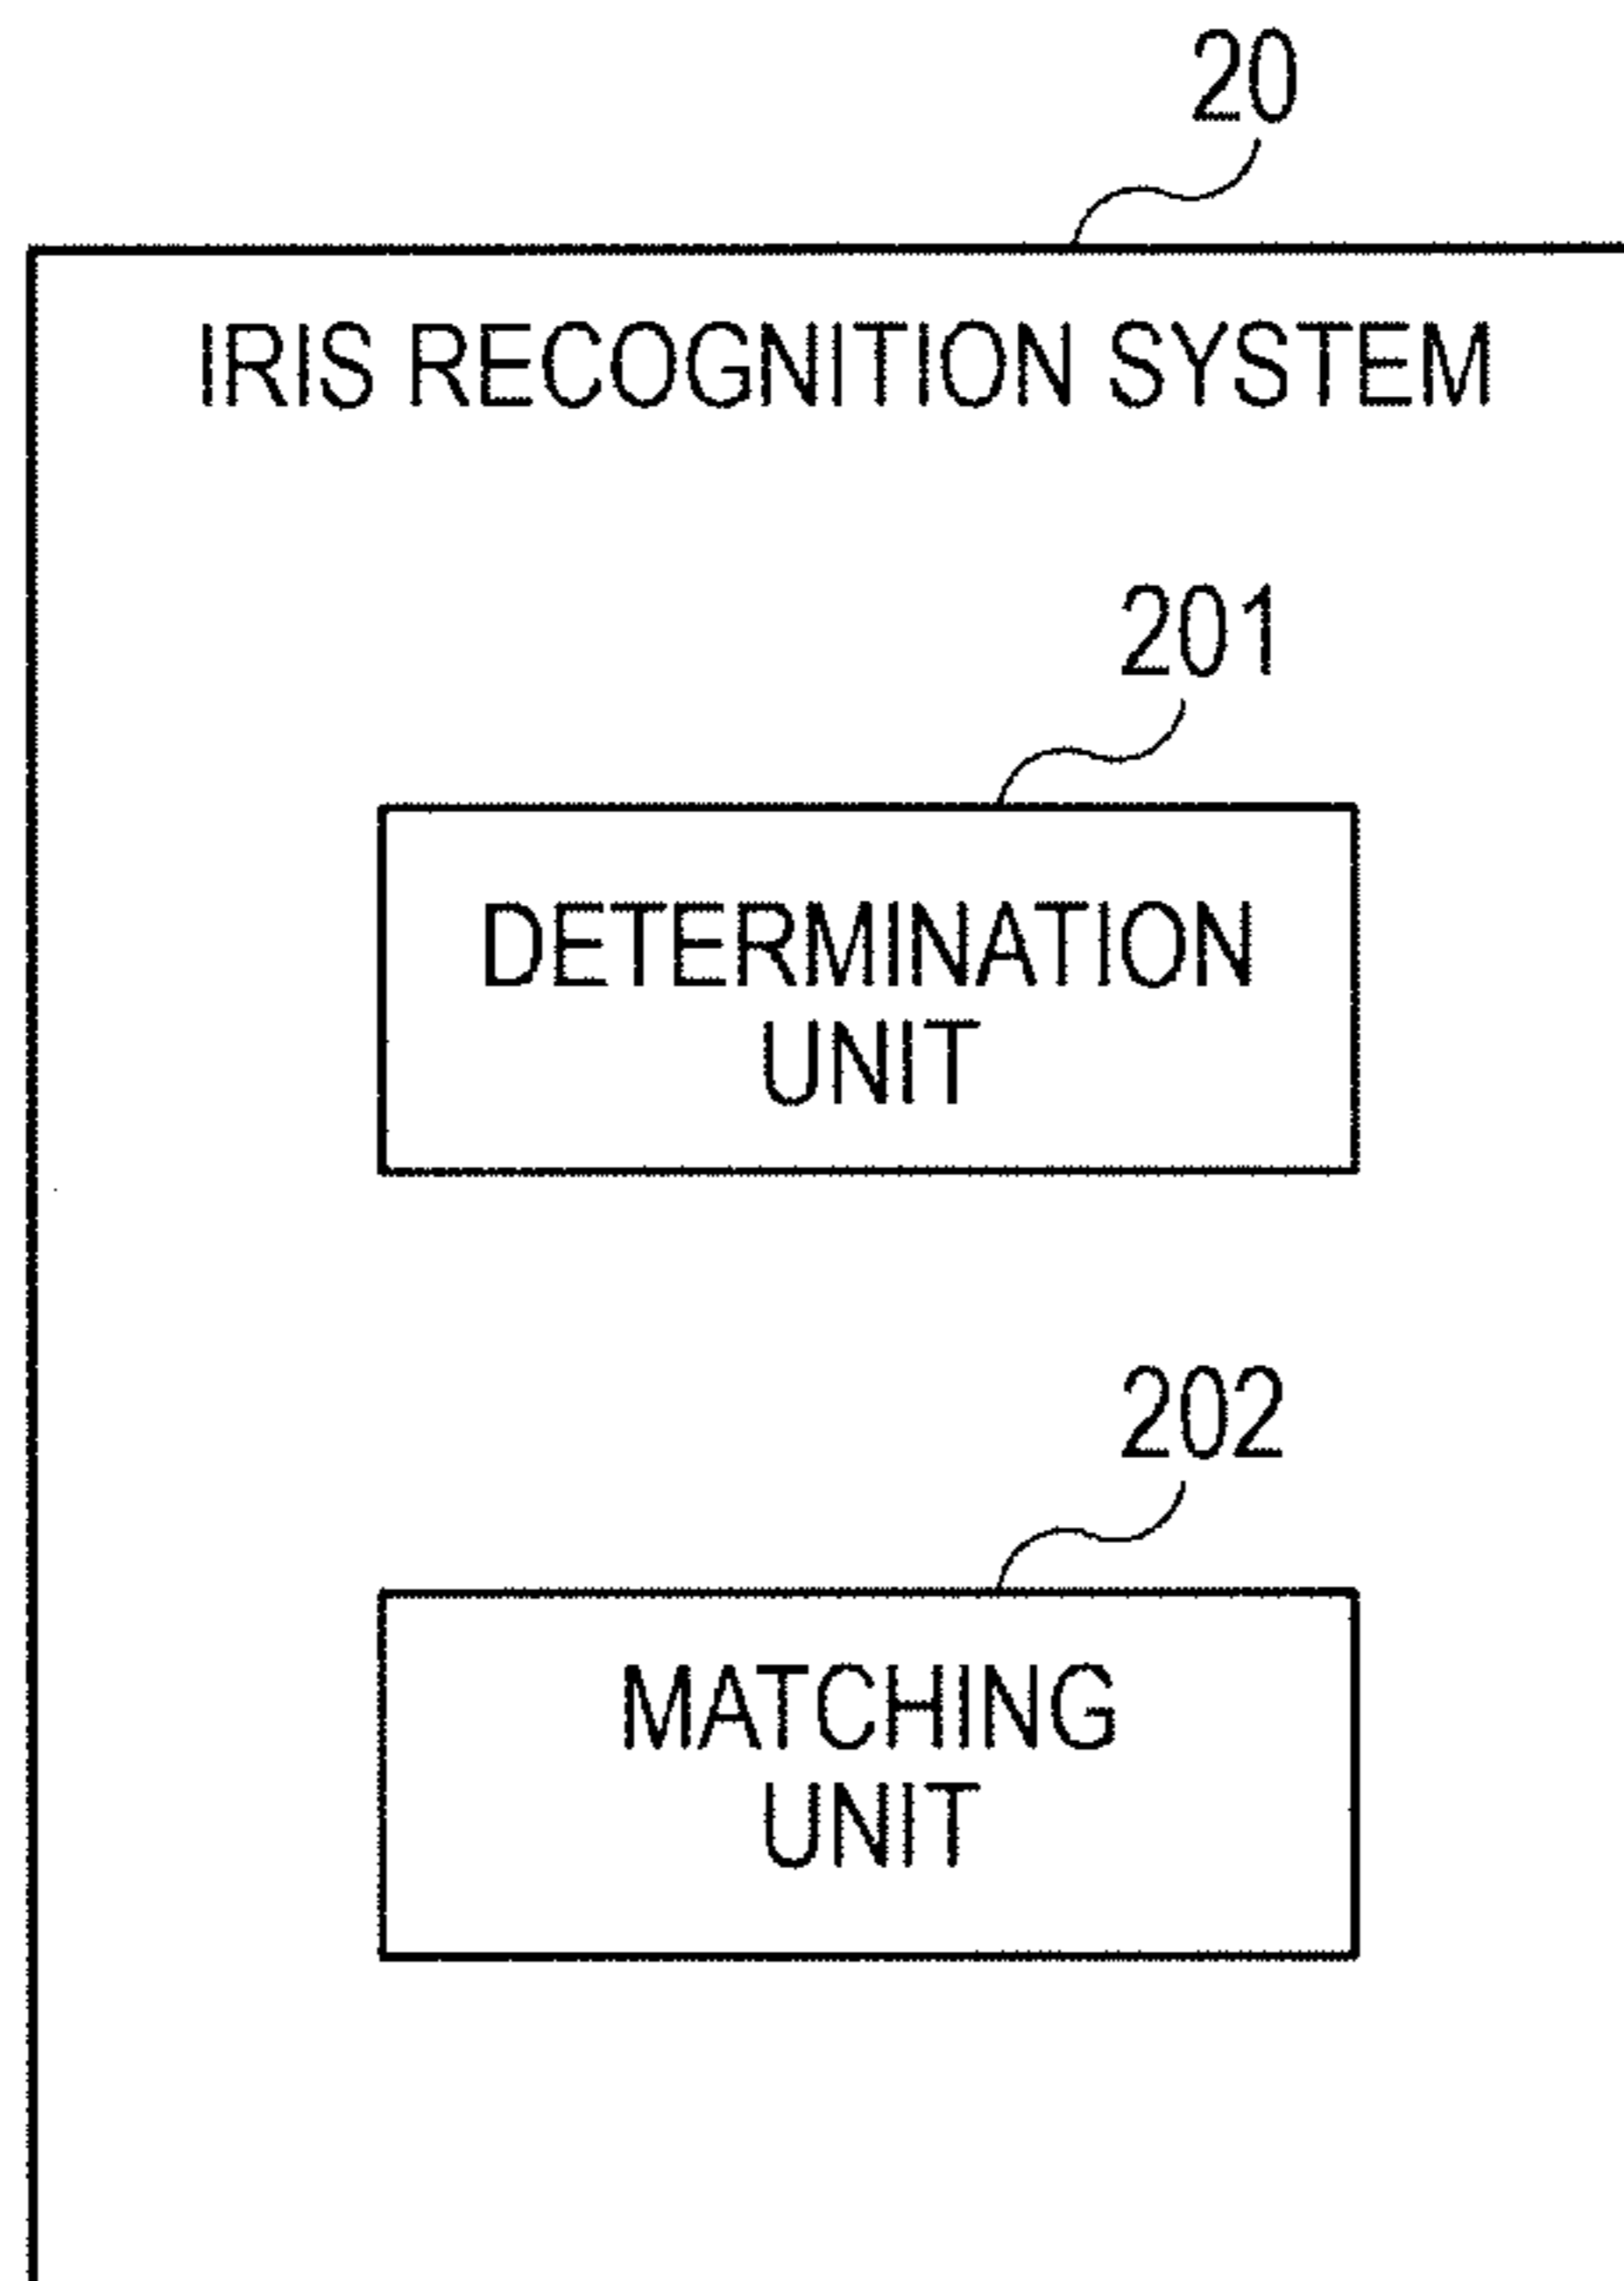 20
IRIS RECOGNITION SYSTEM
201
DETERMINATION
UNIT
202
MATCHING
UNIT